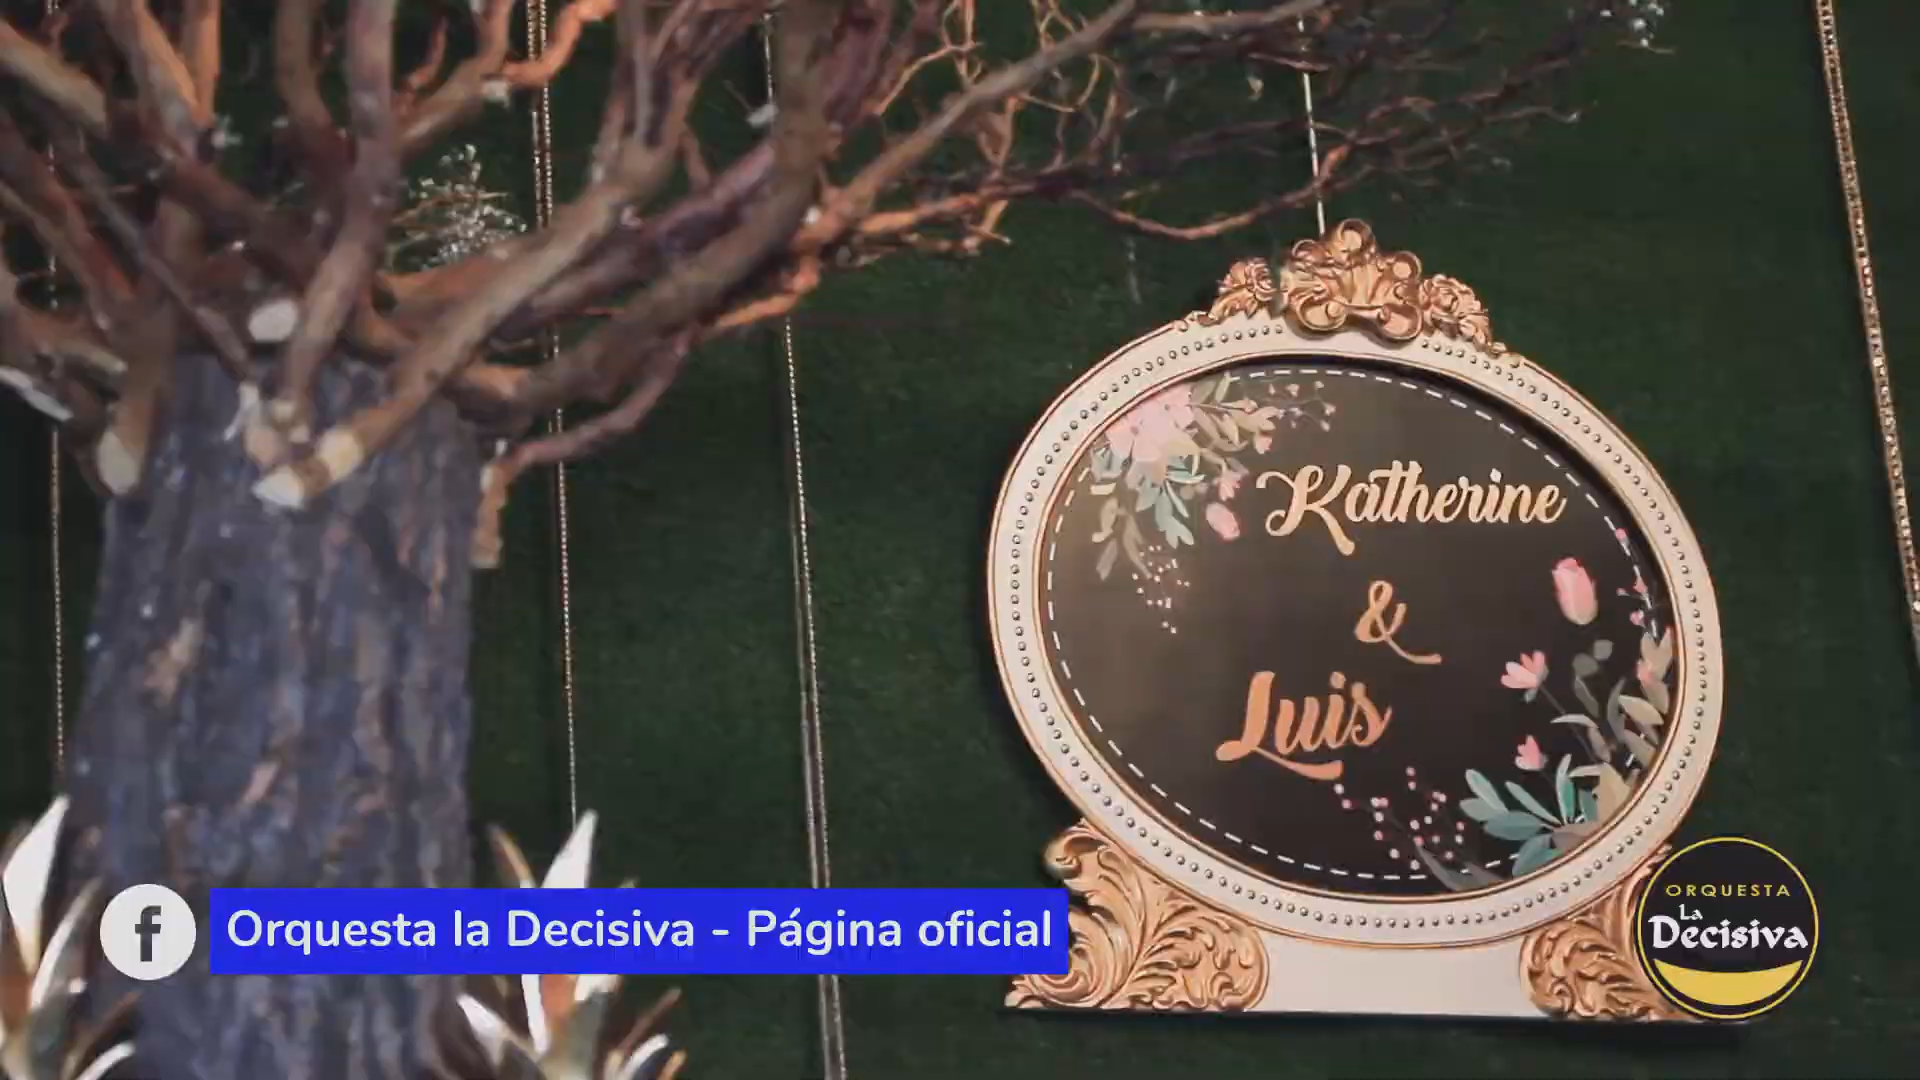 Katherine
&
Luis
Orquesta la Decisiva - Página oficial
ORQUESTA
La
Decisiva